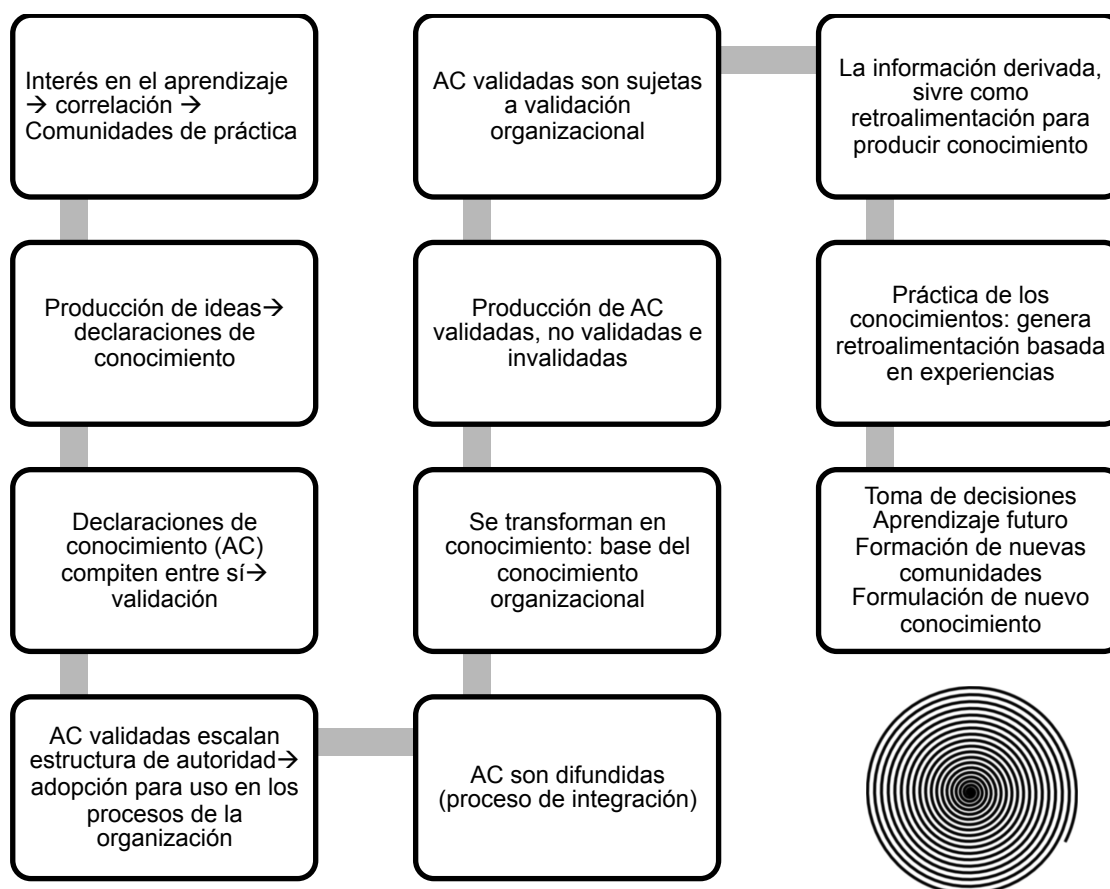 Interés en el aprendizaje
→ correlación →
Comunidades de práctica
Producción de ideas→
declaraciones de
conocimiento
Declaraciones de
conocimiento (AC)
compiten entre sí→
validación
AC validadas escalan
estructura de autoridad→
adopción para uso en los
procesos de la
organización
AC son difundidas
(proceso de integración)
Se transforman en
conocimiento: base del
conocimiento
organizacional
Producción de AC
validadas, no validadas e
invalidadas
AC validadas son sujetas
a validación
organizacional
La información derivada,
sivre como
retroalimentación para
producir conocimiento
Práctica de los
conocimientos: genera
retroalimentación basada
en experiencias
Toma de decisiones
Aprendizaje futuro
Formación de nuevas
comunidades
Formulación de nuevo
conocimiento